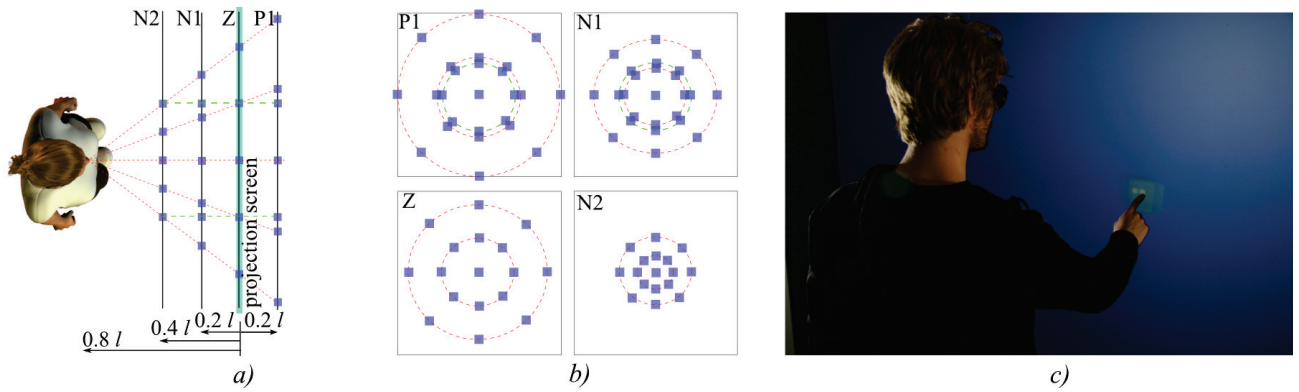 N2 N1 Z P1
projection screen
0.2 l 0.2 l
0.4 l
0.8 l
a)
P1
N1
Z
N2
b)
c)